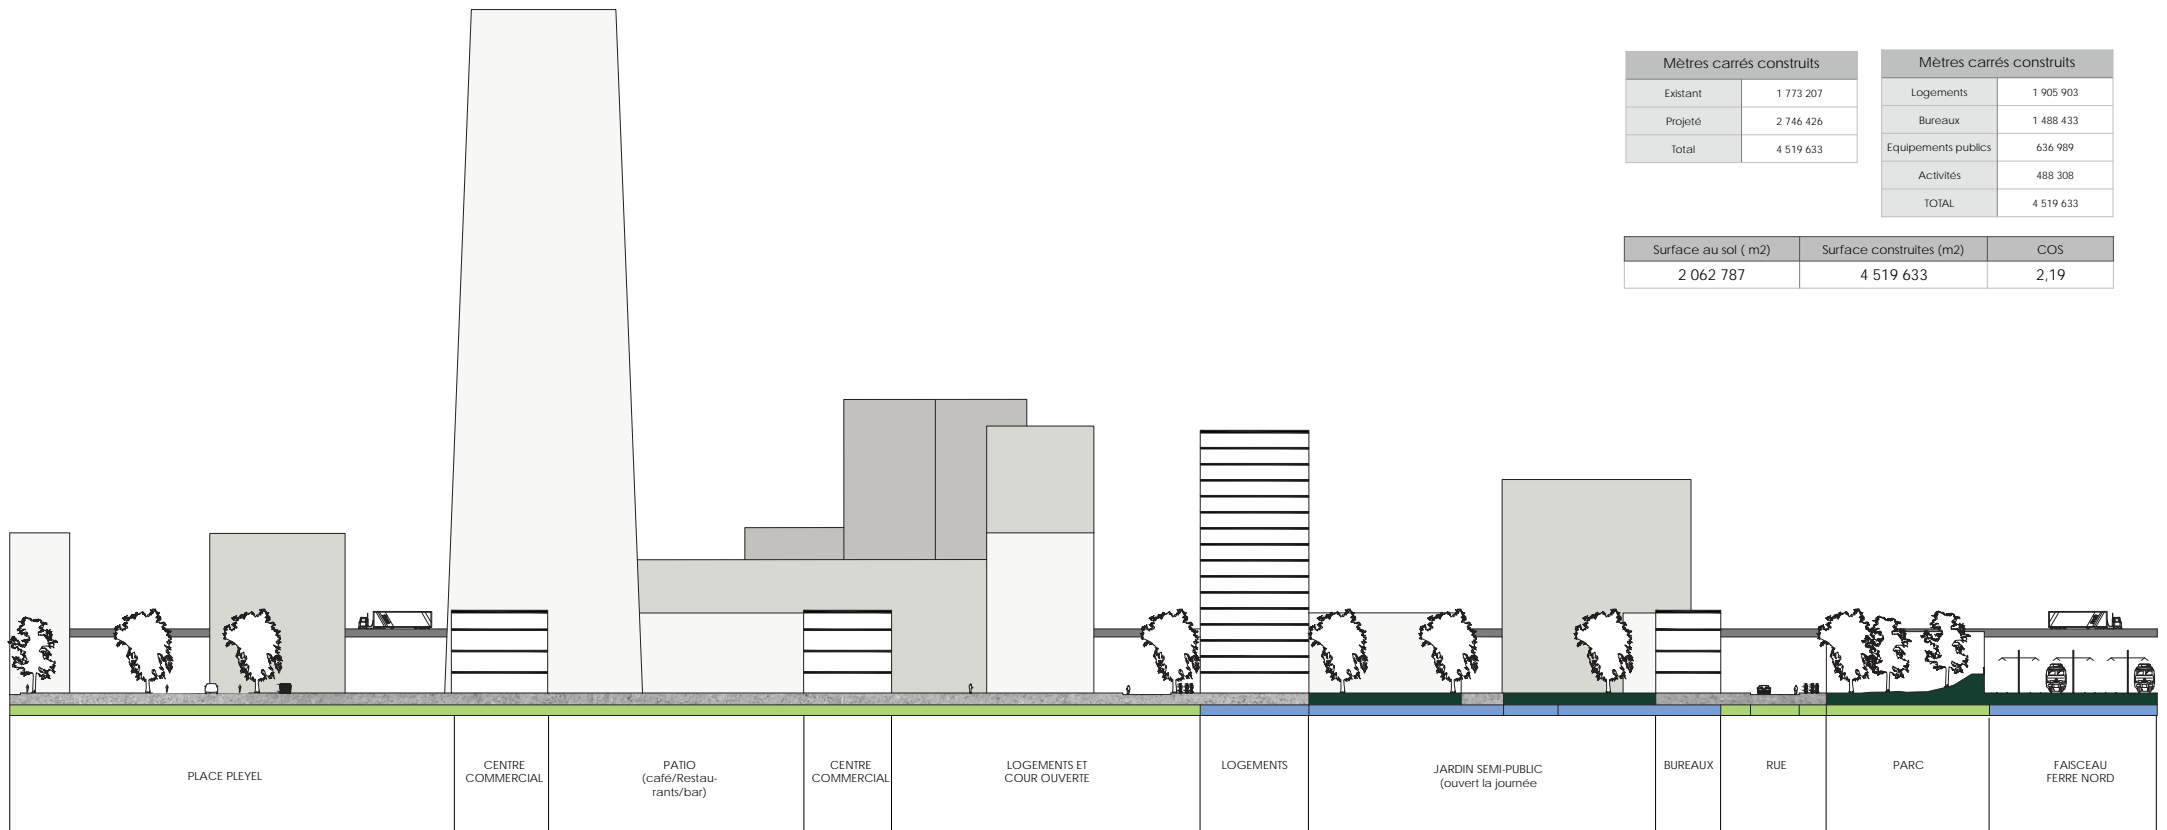 Mètres carrés construits
Existant 1 773 207
Projeté 2 746 426
Total 4 519 633
Mètres carrés construits
Logements 1 905 903
Bureaux 1 488 433
Equipements publics 636 989
Activités 488 308
TOTAL 4 519 633
Surface au sol ( m2) Surface construites (m2) COS
2 062 787 4 519 633 2,19
PLACE PLEYEL
CENTRE
COMMERCIAL
PATIO
(café/Restau-
rants/bar)
CENTRE
COMMERCIAL
LOGEMENTS ET
COUR OUVERTE
LOGEMENTS
JARDIN SEMI-PUBLIC
(ouvert la journée
BUREAUX
RUE
PARC
FAISCEAU
FERRE NORD